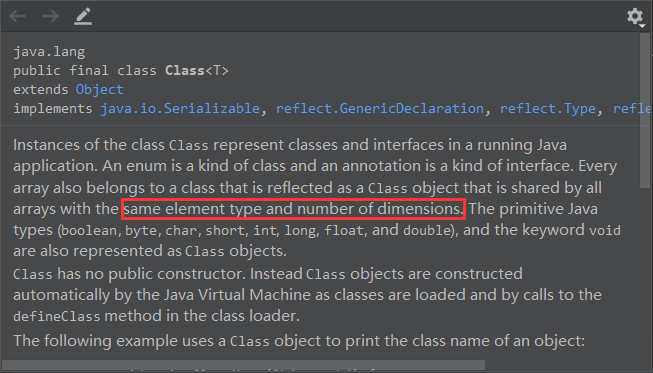 java.lang
public final class Class<T>
extends Object
implements java.io.Serializable, reflect.GenericDeclaration, reflect.Type, refle
Instances of the class Class represent classes and interfaces in a running Java
application. An enum is a kind of class and an annotation is a kind of interface. Every
array also belongs to a class that is reflected as a Class object that is shared by all
arrays with the same element type and number of dimensions. The primitive Java
types (boolean, byte, char, short, int, long, float, and double), and the keyword void
are also represented as Class objects.
Class has no public constructor. Instead Class objects are constructed
automatically by the Java Virtual Machine as classes are loaded and by calls to the
defineClass method in the class loader.
The following example uses a Class object to print the class name of an object: